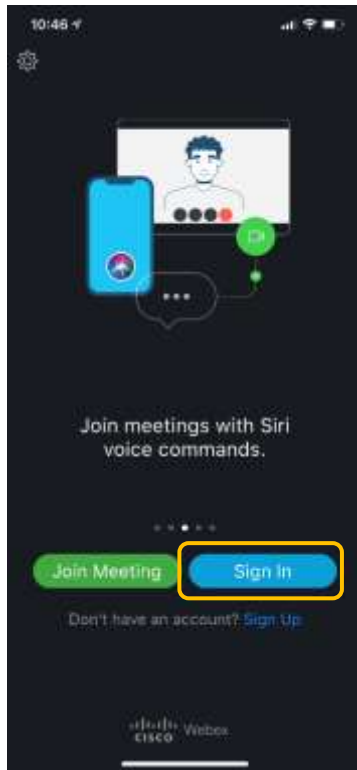 10:46
Join meetings with Siri
voice commands.
Join Meeting
Sign In
Don't have an account? Sign Up
CISCO Webex